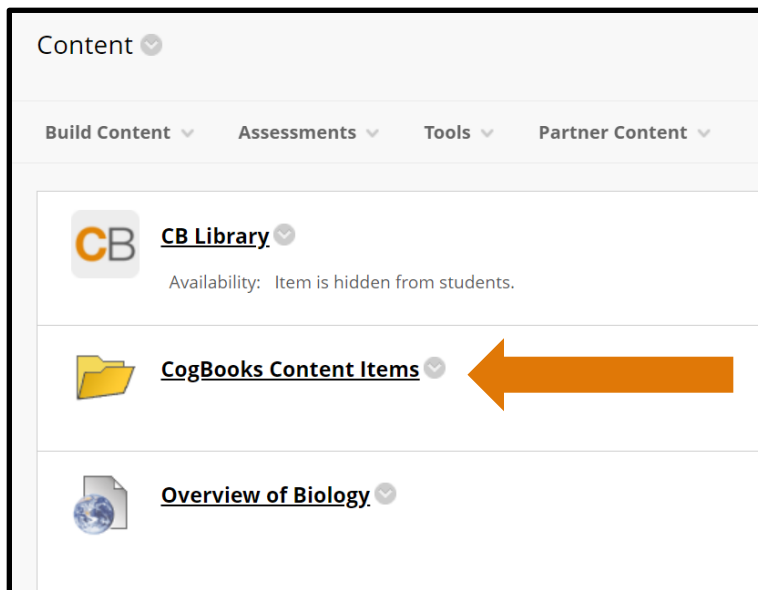 Content
Build Content Assessments Tools Partner Content
CB CB Library
Availability: Item is hidden from students.
CogBooks Content Items
Overview of Biology